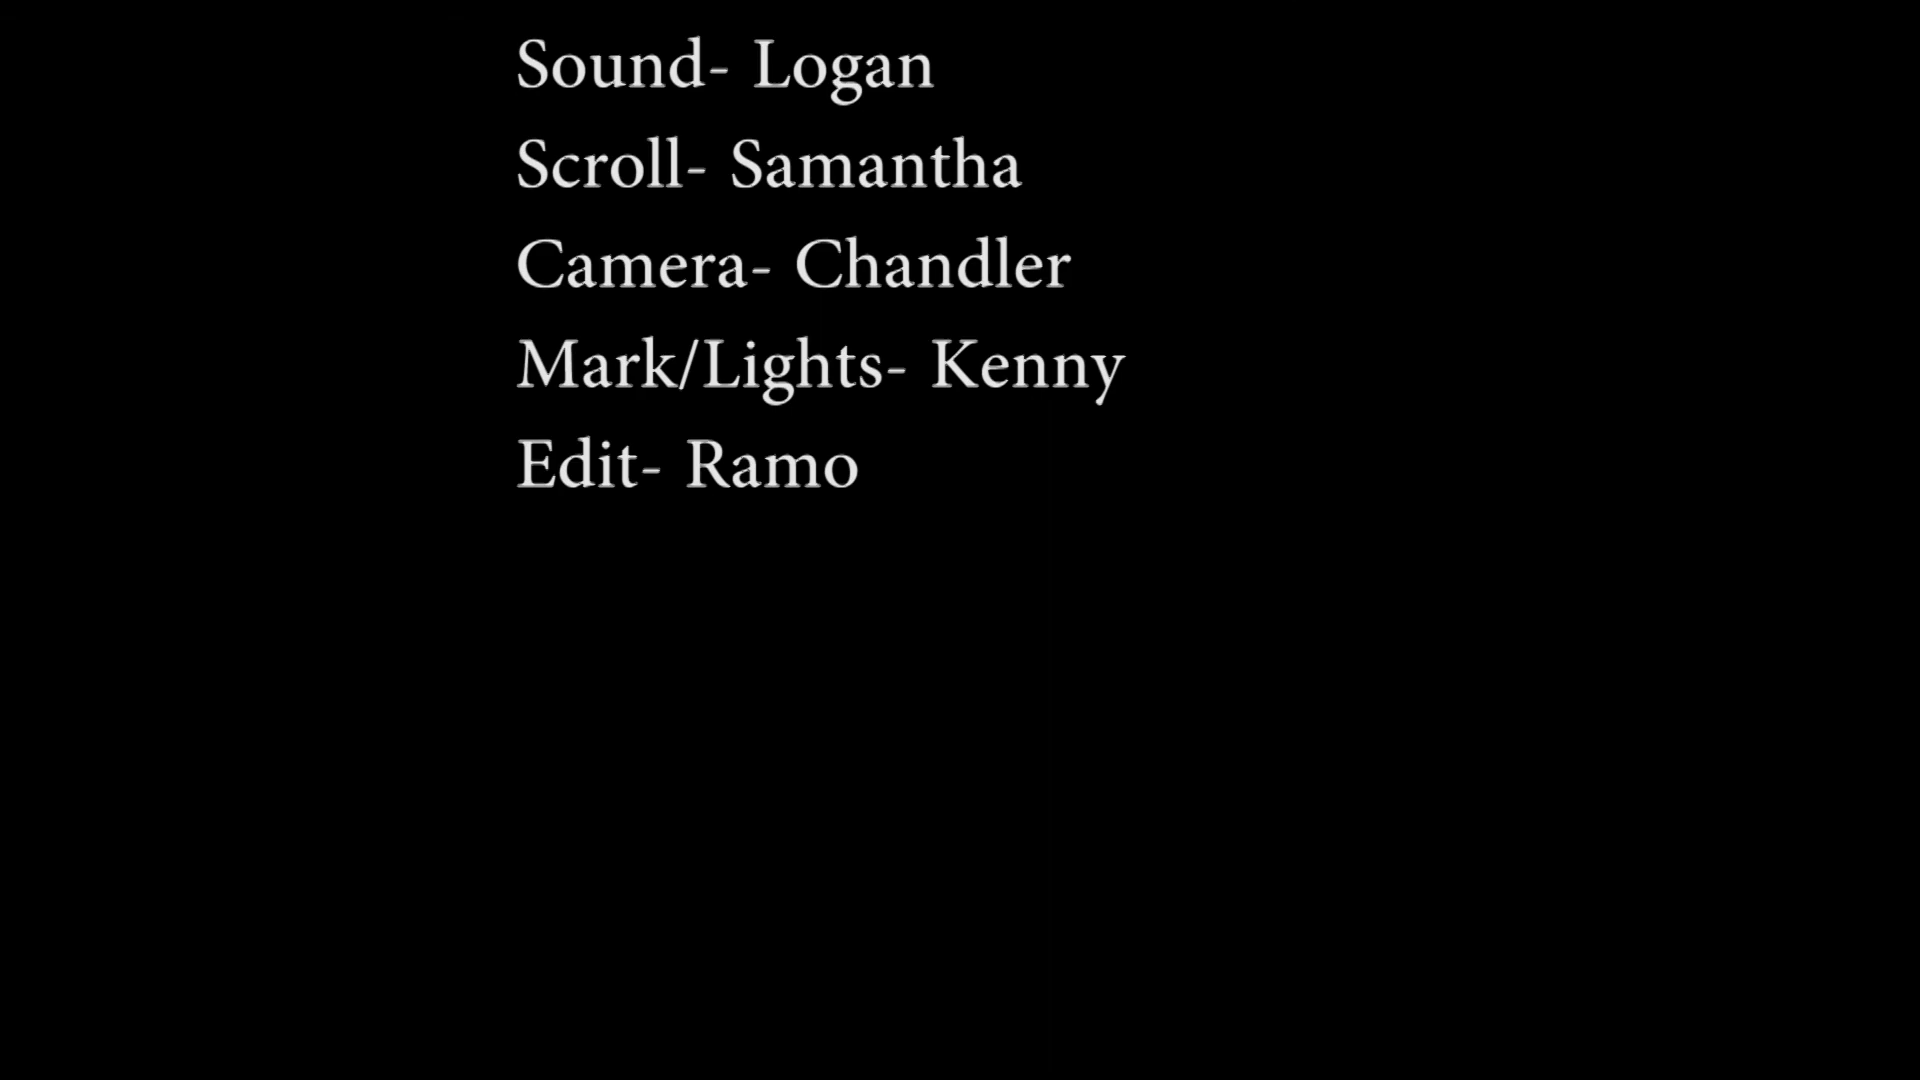 Sound- Logan
Scroll- Samantha
Camera- Chandler
Mark/Lights- Kenny
Edit- Ramo